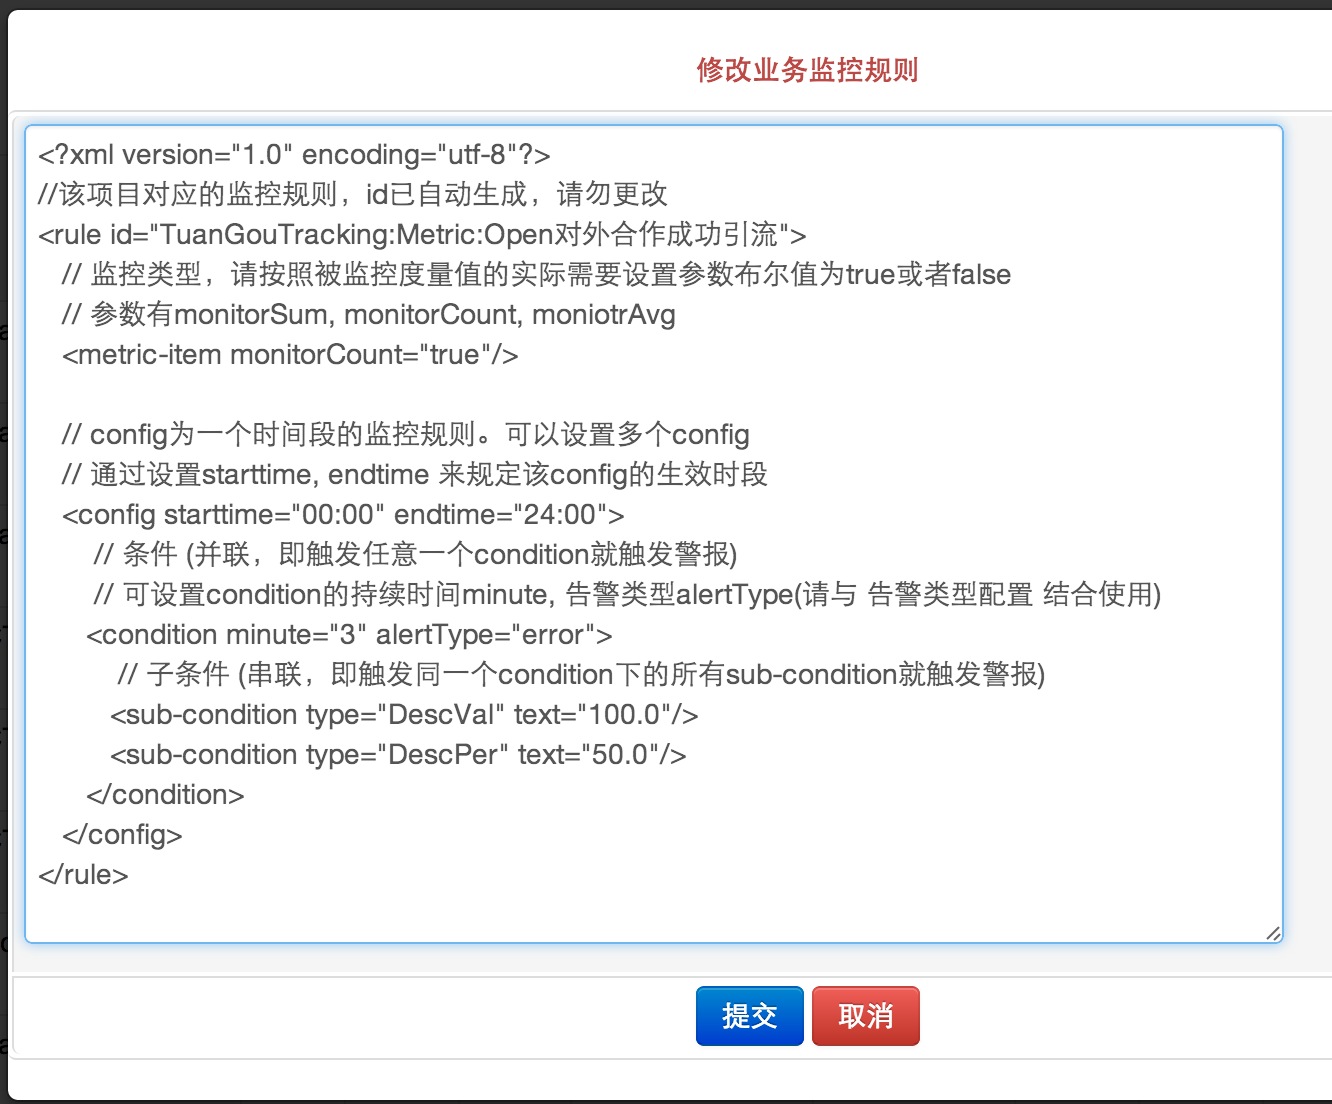 修改业务监控规则
<?xml version="1.0" encoding="utf-8"?>
//该项目对应的监控规则，id已自动生成，请勿更改
<rule id="TuanGouTracking:Metric:Open对外合作成功引流">
// 监控类型，请按照被监控度量值的实际需要设置参数布尔值为true或者false
// 参数有monitorSum, monitorCount, moniotrAvg
<metric-item monitorCount="true"/>
// config为一个时间段的监控规则。可以设置多个config
// 通过设置starttime, endtime 来规定该config的生效时段
<config starttime="00:00" endtime="24:00">
// 条件 (并联，即触发任意一个condition就触发警报)
// 可设置condition的持续时间minute, 告警类型alertType(请与 告警类型配置 结合使用)
<condition minute="3" alertType="error">
// 子条件 (串联，即触发同一个condition下的所有sub-condition就触发警报)
<sub-condition type="DescVal" text="100.0"/>
<sub-condition type="DescPer" text="50.0"/>
</condition>
</config>
</rule>
提交 取消